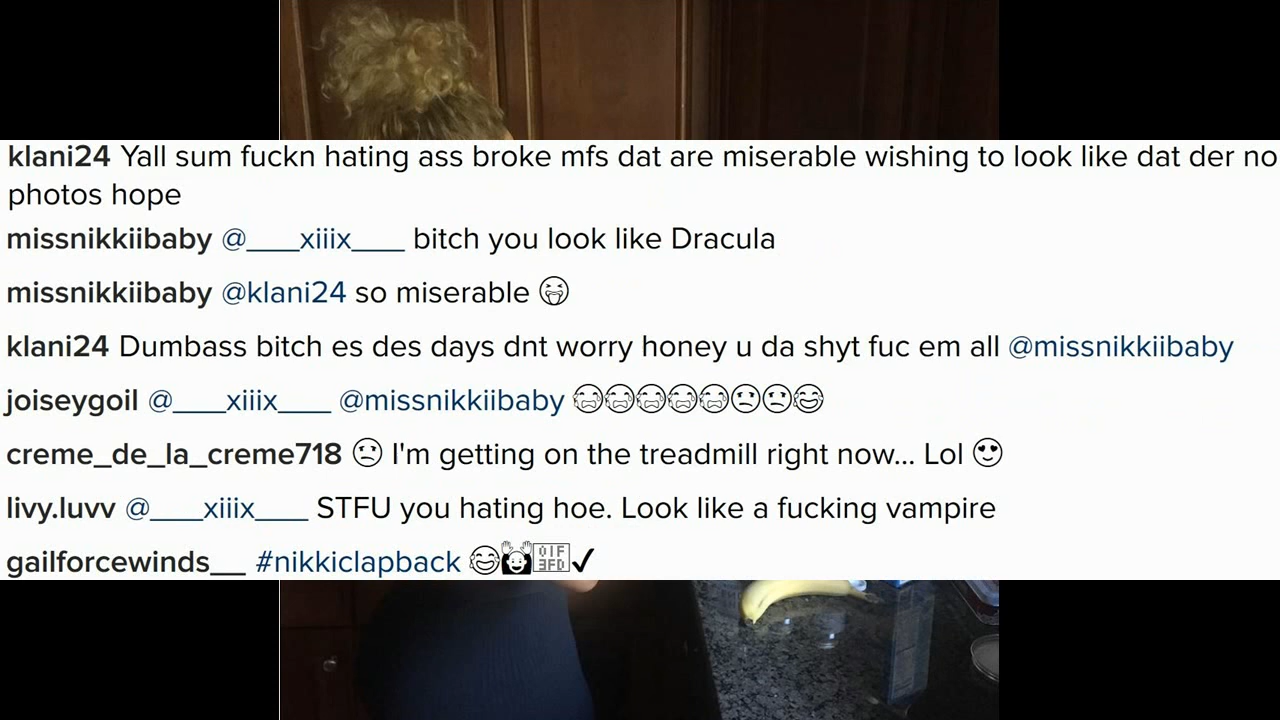 klani24 Yall sum fuckn hating ass broke mfs dat are miserable wishing to look like dat der no
photos hope
missnikkiibaby @___xiiix___ bitch you look like Dracula
missnikkiibaby @klani24 so miserable 😝
klani24 Dumbass bitch es des days dnt worry honey u da shyt fuc em all @missnikkiibaby
joiseygoil @___xiiix___ @missnikkiibaby 😭😭😭😭😭😒😒😂
creme_de_la_creme718 😒 I'm getting on the treadmill right now... Lol 😍
livy.luvv @___xiiix___ STFU you hating hoe. Look like a fucking vampire
gailforcewinds__ #nikkiclapback 😂🙌🏽✔